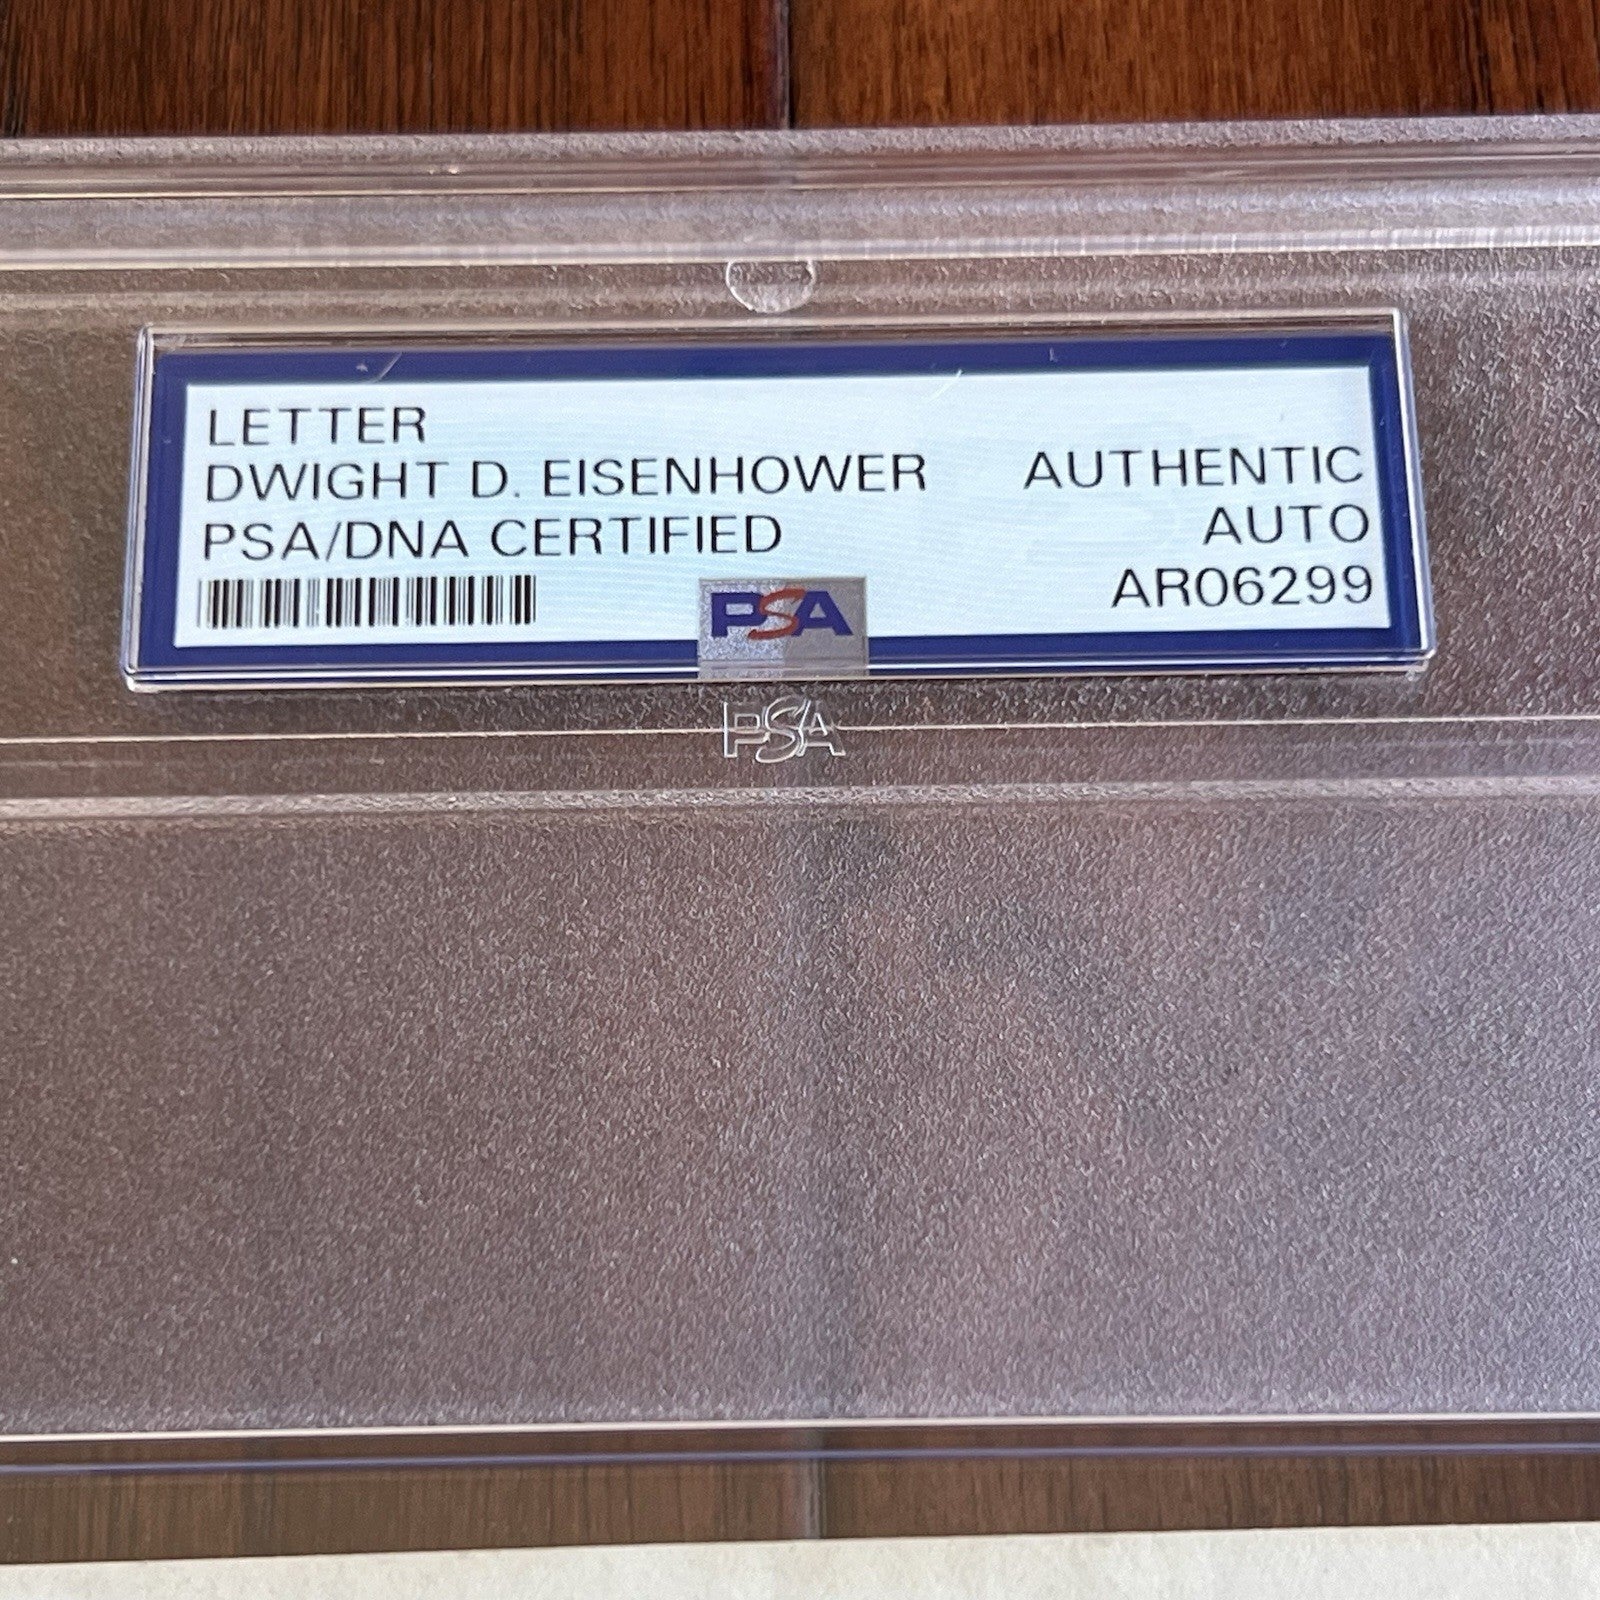 LETTER
DWIGHT D. EISENHOWER
PSA/DNA CERTIFIED
AUTHENTIC
AUTO
AR06299
PSA
PSA